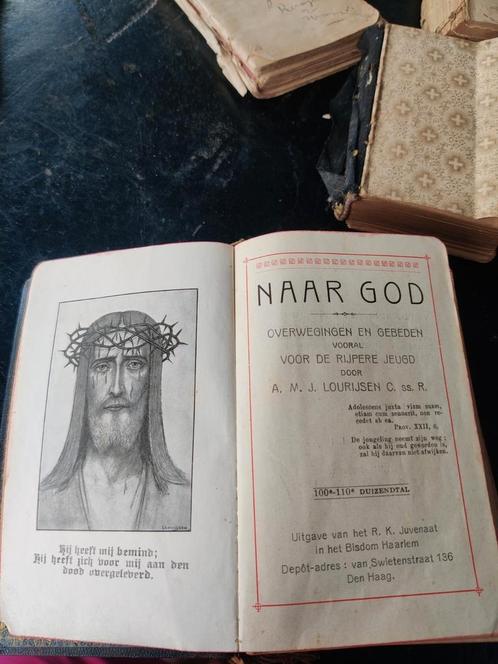 Hij heeft mij bemind;
Hij heeft zich voor mij aan den
dood overgeleverd.
NAAR GOD
OVERWEGINGEN EN GEBEDEN
VOORAL
VOOR DE RIJPERE JEUGD
DOOR
A. M. J. LOURIJSEN C. ss. R.
Adolescens juxta viam suam,
etiam cum senuerit, non re-
cedet ab ea.
Prov. XXII, 6.
De jongeling neemt zijn weg;
ook als hij oud geworden is,
zal hij daarvan niet afwijken.
100e-110e DUIZENDTAL
Uitgave van het R. K. Juvenaat
in het Bisdom Haarlem
Depôt-adres: van Swietenstraat 136
Den Haag.